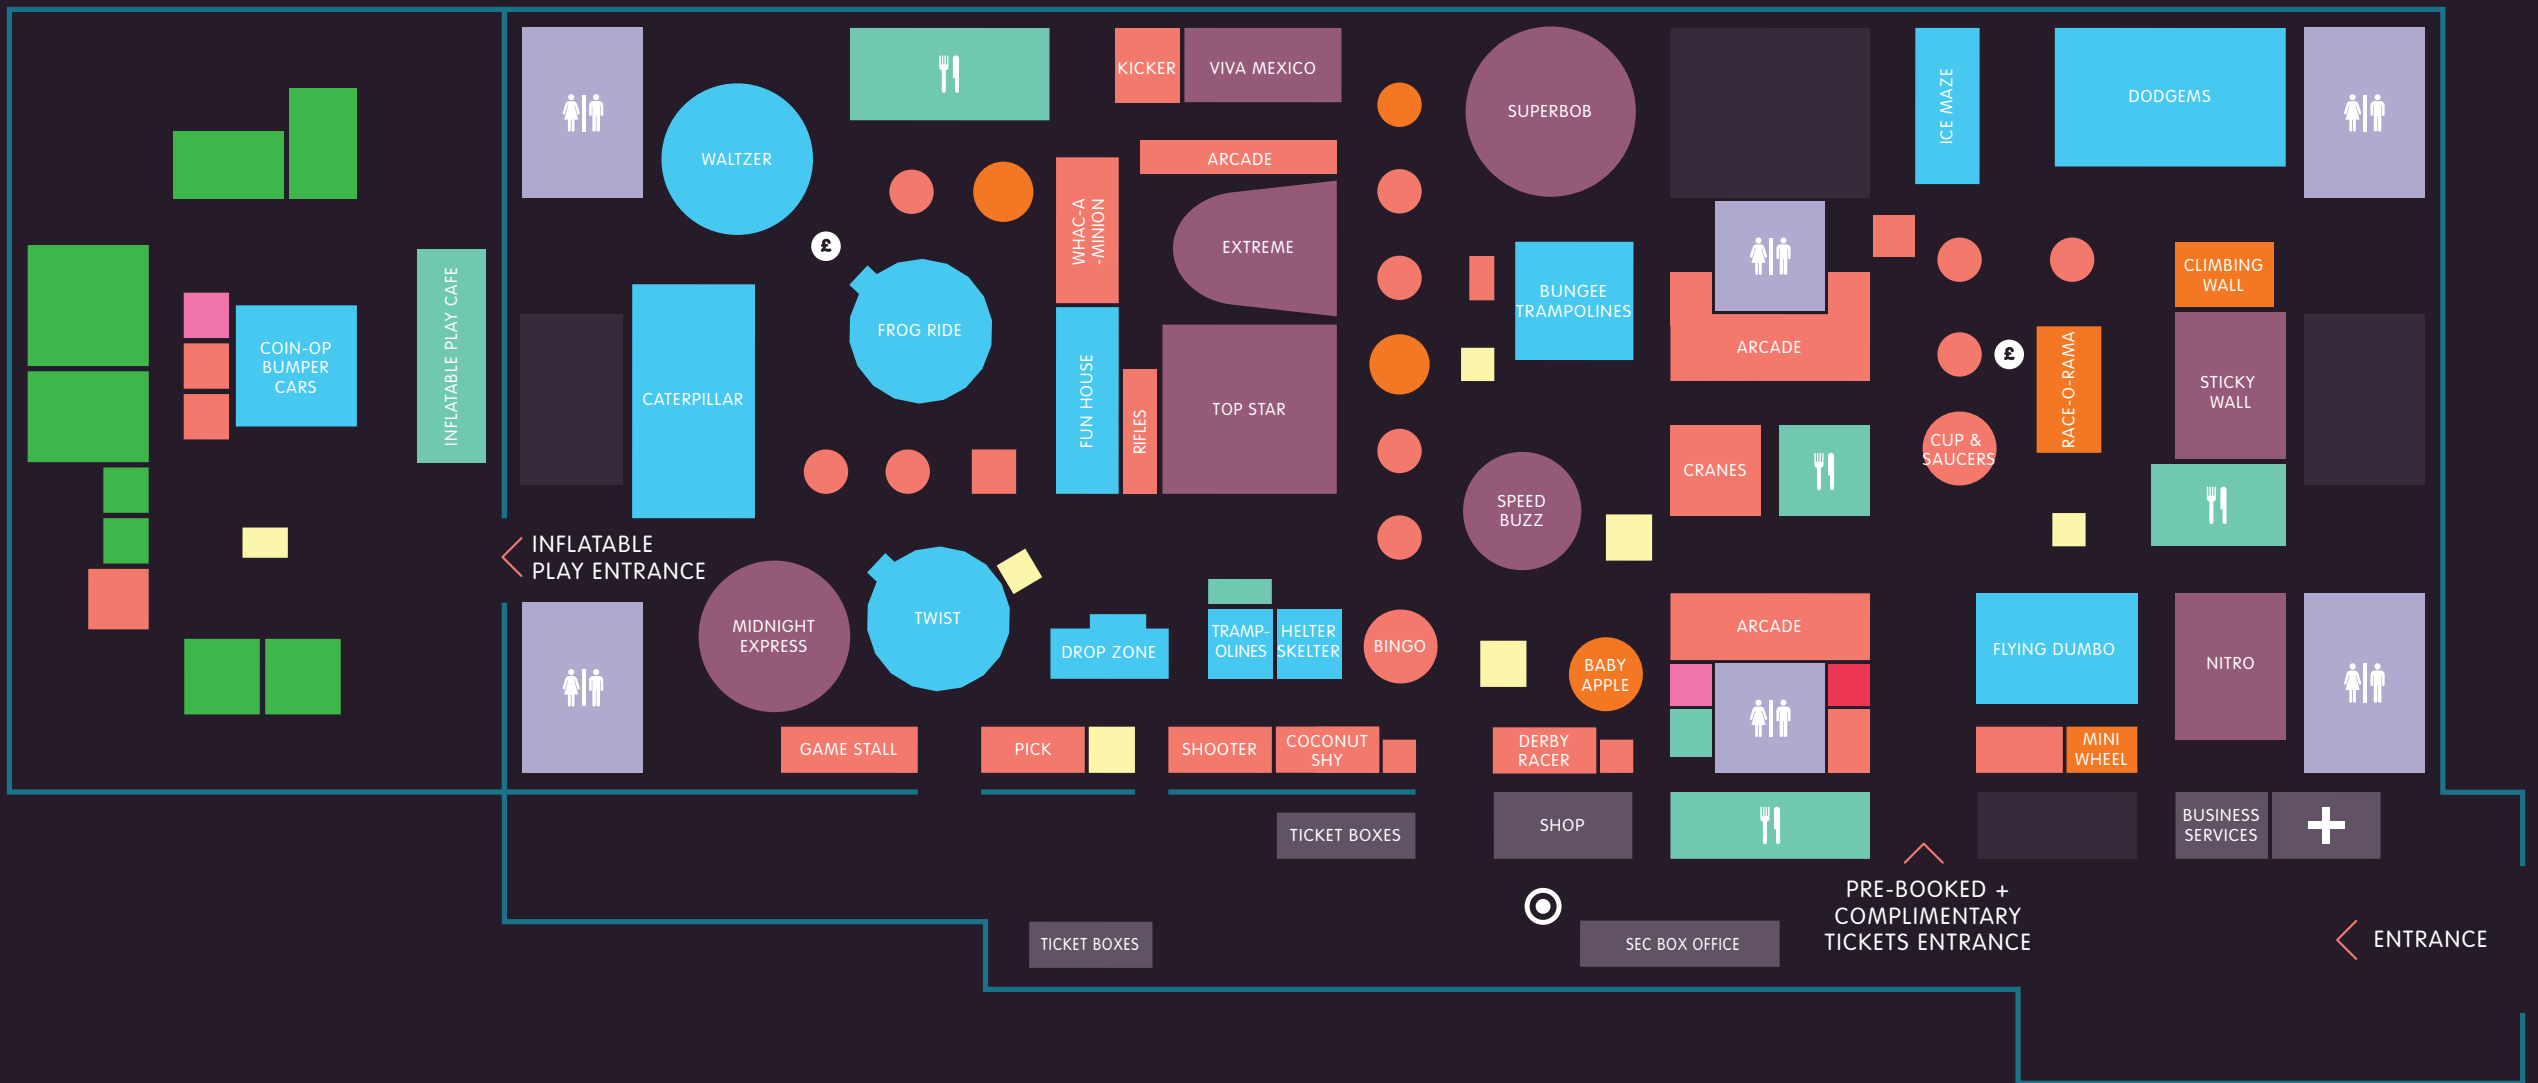 KICKER
VIVA MEXICO
SUPERBOB
ICE MAZE
DODGEMS
WALTZER
ARCADE
WHAC-A
-MINION
EXTREME
£
INFLATABLE PLAY CAFE
COIN-OP
BUMPER
CARS
CATERPILLAR
FROG RIDE
FUN HOUSE
RIFLES
TOP STAR
BUNGEE
TRAMPOLINES
ARCADE
CLIMBING
WALL
£
RACE-O-RAMA
STICKY
WALL
CUP &
SAUCERS
CRANES
SPEED
BUZZ
INFLATABLE
PLAY ENTRANCE
MIDNIGHT
EXPRESS
TWIST
DROP ZONE
TRAMP-
OLINES
HELTER
SKELTER
BINGO
BABY
APPLE
ARCADE
FLYING DUMBO
NITRO
GAME STALL
PICK
SHOOTER
COCONUT
SHY
DERBY
RACER
MINI
WHEEL
TICKET BOXES
SHOP
BUSINESS
SERVICES
TICKET BOXES
SEC BOX OFFICE
PRE-BOOKED +
COMPLIMENTARY
TICKETS ENTRANCE
ENTRANCE